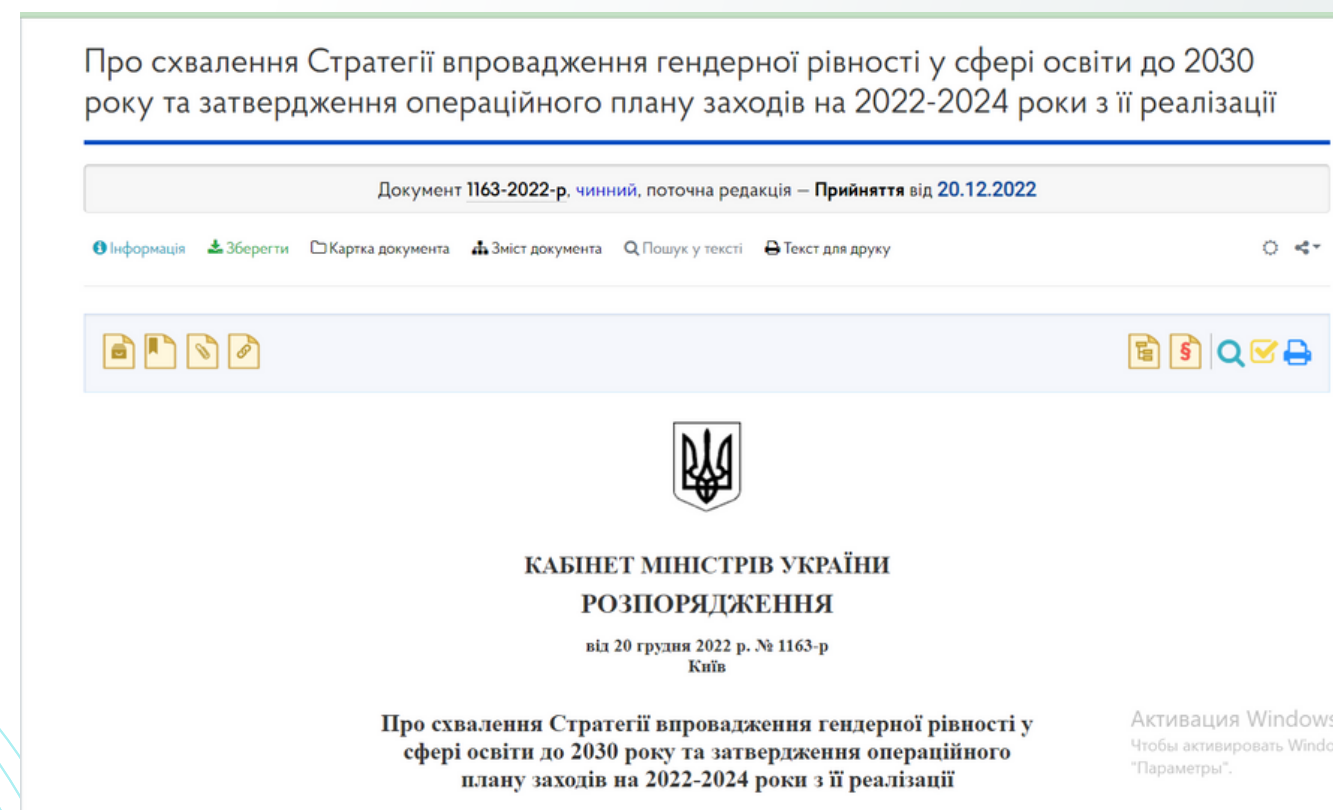 Про схвалення Стратегії впровадження гендерної рівності у сфері освіти до 2030
року та затвердження операційного плану заходів на 2022-2024 роки з її реалізації
Документ 1163-2022-р, чинний, поточна редакція — Прийняття від 20.12.2022
Інформація Зберегти Картка документа Зміст документа Пошук у тексті Текст для друку
§
КАБІНЕТ МІНІСТРІВ УКРАЇНИ
РОЗПОРЯДЖЕННЯ
від 20 грудня 2022 р. № 1163-р
Київ
Про схвалення Стратегії впровадження гендерної рівності у
сфері освіти до 2030 року та затвердження операційного
плану заходів на 2022-2024 роки з її реалізації
Активация Windows
Чтобы активировать Windo
"Параметры".